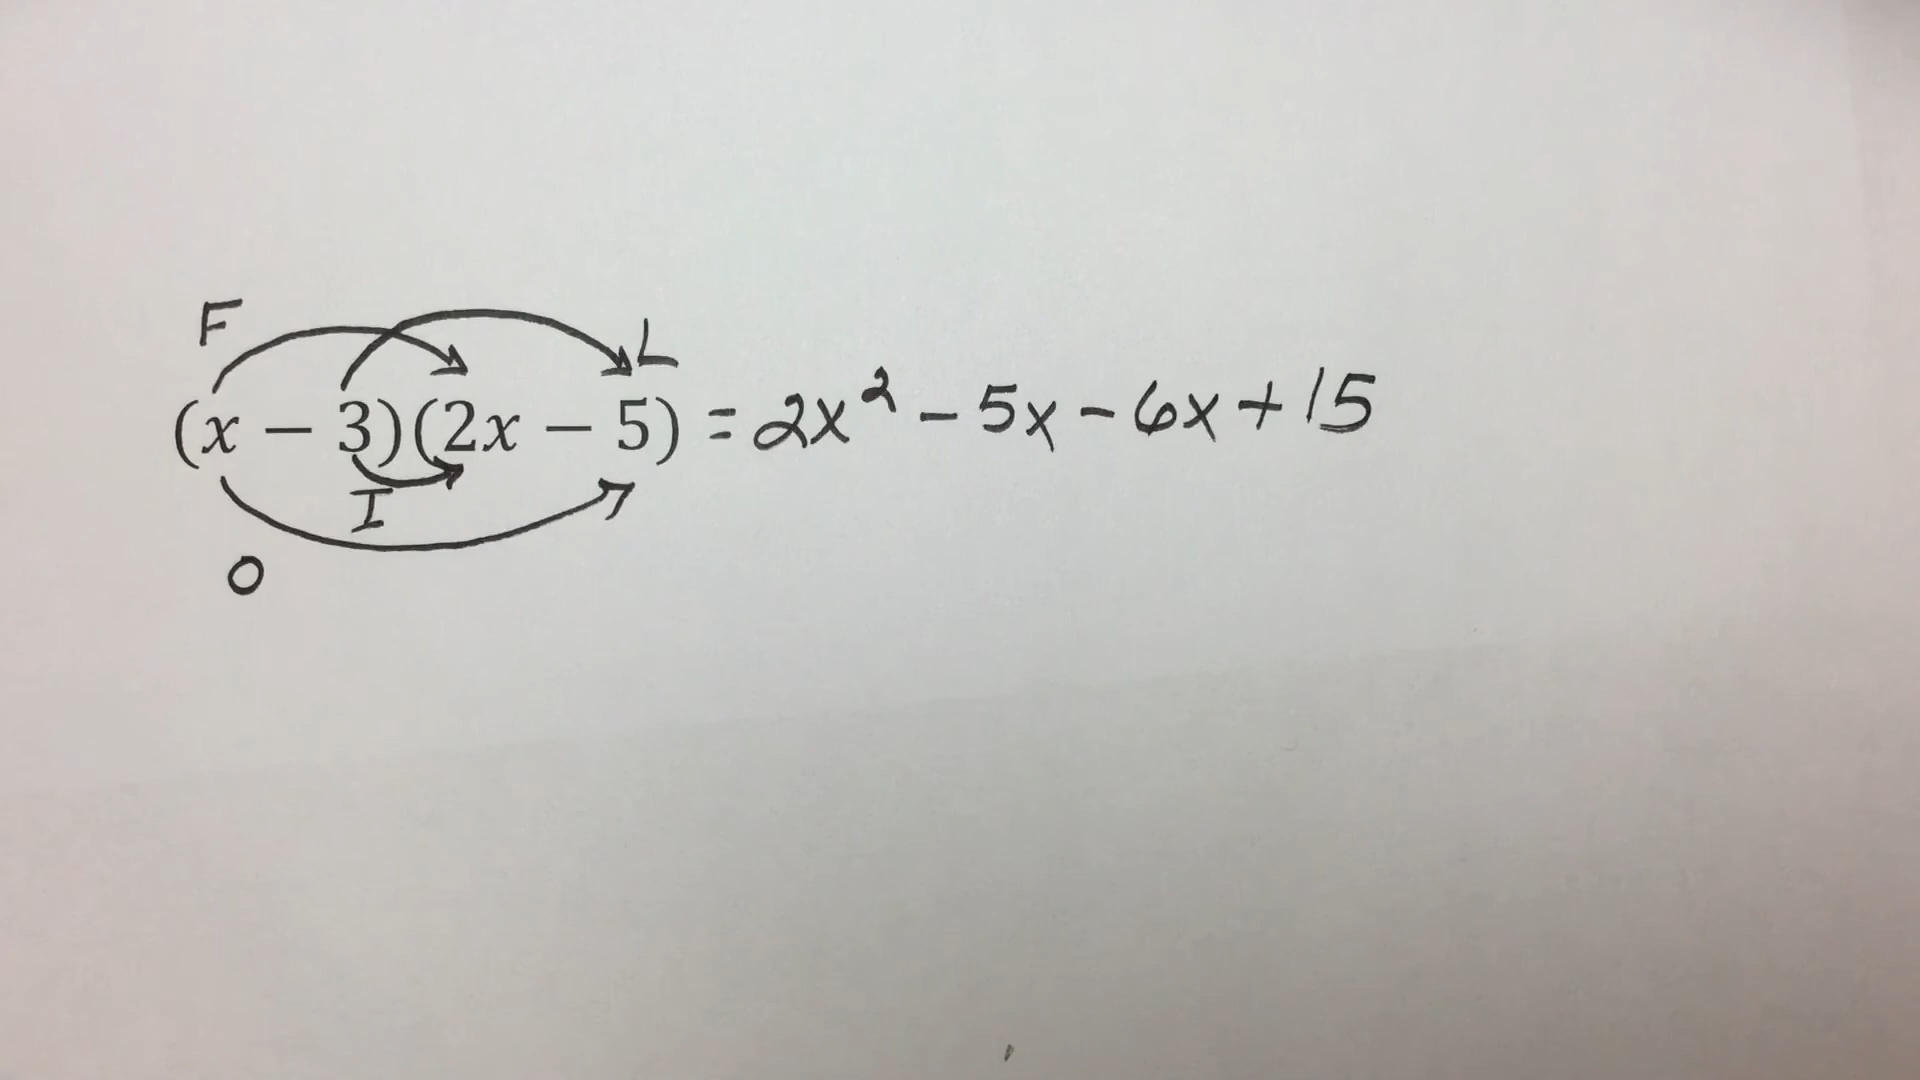 F L
(x − 3)(2x − 5) = 2x² − 5x − 6x + 15
I
O